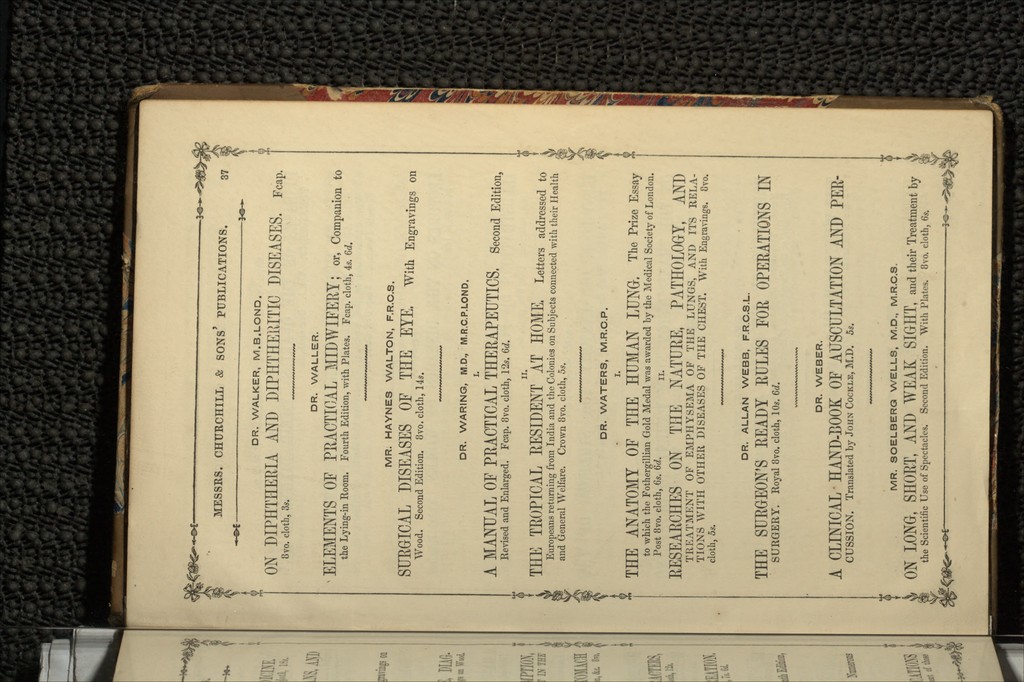 MESSRS. CHURCHILL & SONS' PUBLICATIONS. 37
DR. WALKER, M.B.LOND.
ON DIPHTHERIA AND DIPHTHERITIC DISEASES. Fcap.
8vo. cloth, 3s.
DR. WALLER.
ELEMENTS OF PRACTICAL MIDWIFERY; or, Companion to
the Lying-in Room. Fourth Edition, with Plates. Fcap. cloth, 4s. 6d.
MR. HAYNES WALTON, F.R.C.S.
SURGICAL DISEASES OF THE EYE. With Engravings on
Wood. Second Edition. 8vo. cloth, 14s.
DR. WARING, M.D., M.R.C.P.LOND.
I.
A MANUAL OF PRACTICAL THERAPEUTICS. Second Edition,
Revised and Enlarged. Fcap. 8vo. cloth, 12s. 6d.
II.
THE TROPICAL RESIDENT AT HOME. Letters addressed to
Europeans returning from India and the Colonies on Subjects connected with their Health
and General Welfare. Crown 8vo. cloth, 5s.
DR. WATERS, M.R.C.P.
I.
THE ANATOMY OF THE HUMAN LUNG. The Prize Essay
to which the Fothergillian Gold Medal was awarded by the Medical Society of London.
Post 8vo. cloth, 6s. 6d.
II.
RESEARCHES ON THE NATURE, PATHOLOGY, AND
TREATMENT OF EMPHYSEMA OF THE LUNGS, AND ITS RELA-
TIONS WITH OTHER DISEASES OF THE CHEST. With Engravings. 8vo.
cloth, 5s.
DR. ALLAN WEBB, F.R.C.S.L.
THE SURGEON'S READY RULES FOR OPERATIONS IN
SURGERY. Royal 8vo. cloth, 10s. 6d.
DR. WEBER.
A CLINICAL HAND-BOOK OF AUSCULTATION AND PER-
CUSSION. Translated by JOHN COCKLE, M.D. 5s.
MR. SOELBERG WELLS, M.D., M.R.C.S.
ON LONG, SHORT, AND WEAK SIGHT, and their Treatment by
the Scientific Use of Spectacles. Second Edition. With Plates. 8vo. cloth, 6s.